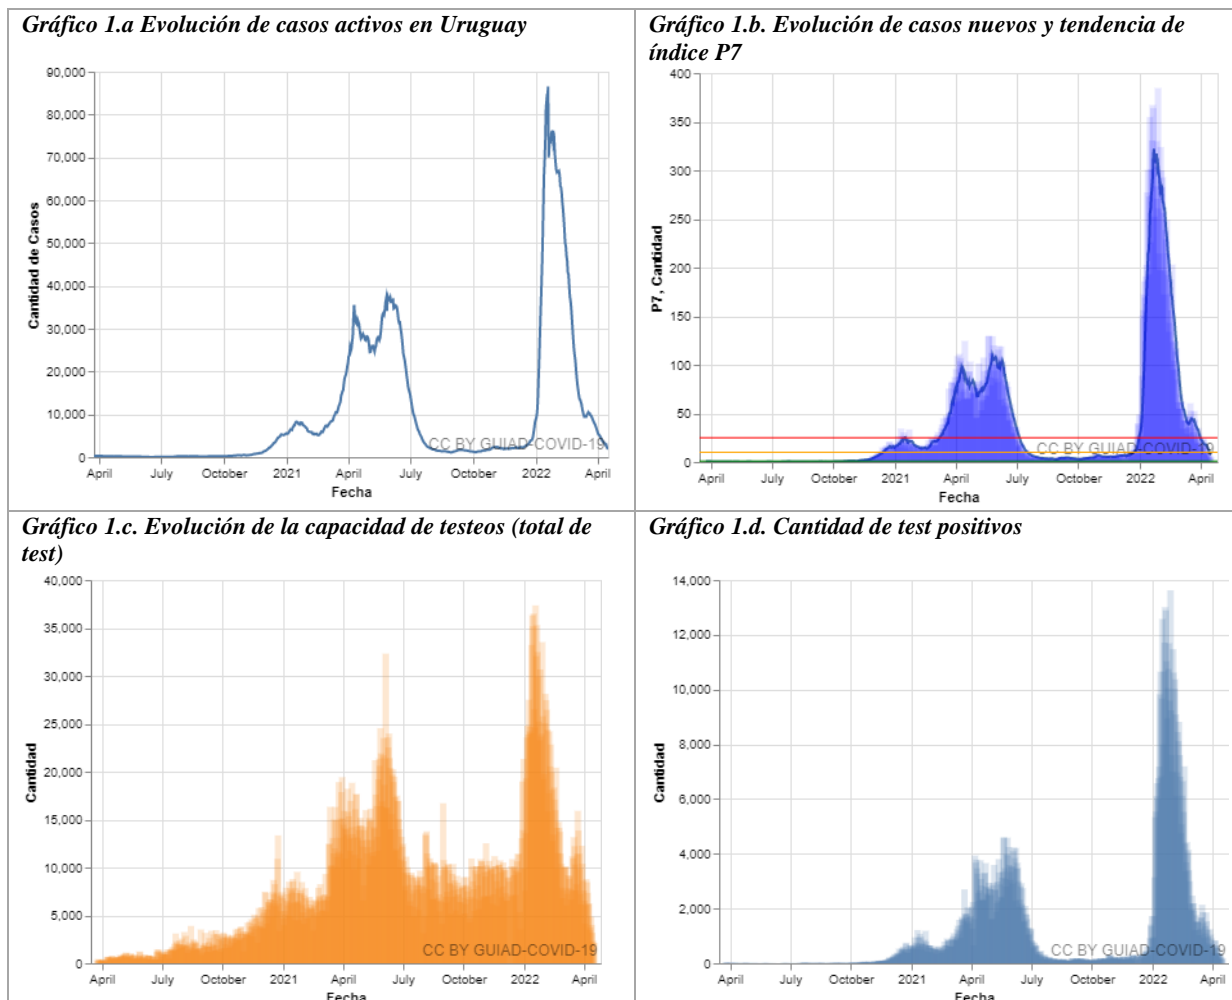 Gráfico 1.a Evolución de casos activos en Uruguay
90,000
80,000
70,000
60,000
50,000
40,000
30,000
20,000
10,000
0
Cantidad de Casos
CC BY GUIAD-COVID-19
April July October 2021 April July October 2022 April
Fecha
Gráfico 1.b. Evolución de casos nuevos y tendencia de
índice P7
400
350
300
250
200
150
100
50
0
P7, Cantidad
CC BY GUIAD-COVID-19
April July October 2021 April July October 2022 April
Fecha
Gráfico 1.c. Evolución de la capacidad de testeos (total de
test)
40,000
35,000
30,000
25,000
20,000
15,000
10,000
5,000
0
Cantidad
CC BY GUIAD-COVID-19
April July October 2021 April July October 2022 April
Fecha
Gráfico 1.d. Cantidad de test positivos
14,000
12,000
10,000
8,000
6,000
4,000
2,000
0
Cantidad
CC BY GUIAD-COVID-19
April July October 2021 April July October 2022 April
Fecha